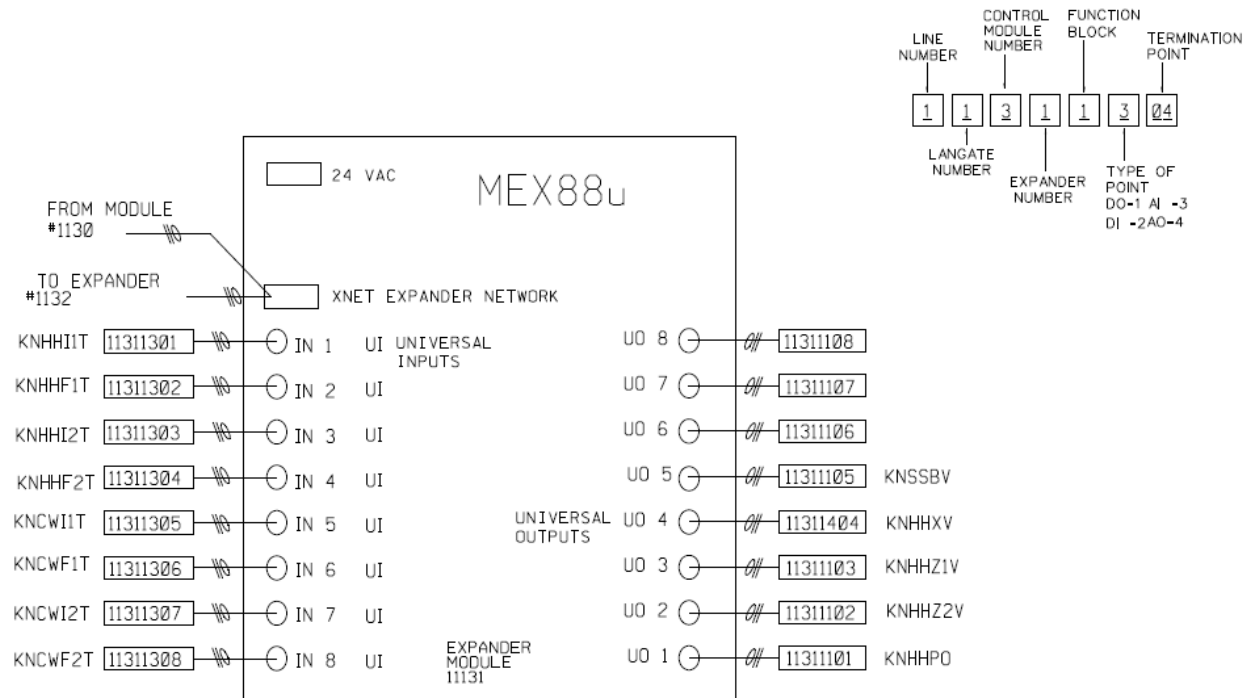 CONTROL
MODULE
NUMBER
FUNCTION
BLOCK
LINE
NUMBER
TERMINATION
POINT
1 1 3 1 1 3 04
LANGATE
NUMBER
EXPANDER
NUMBER
TYPE OF
POINT
DO-1 AI -3
DI -2AO-4
24 VAC
MEX88u
FROM MODULE
#1130
TO EXPANDER
#1132
XNET EXPANDER NETWORK
KNHHI1T 11311301 IN 1 UI UNIVERSAL
INPUTS
UO 8 11311108
KNHHF1T 11311302 IN 2 UI UO 7 11311107
KNHHI2T 11311303 IN 3 UI UO 6 11311106
KNHHF2T 11311304 IN 4 UI UO 5 11311105 KNSSBV
KNCWI1T 11311305 IN 5 UI UNIVERSAL
OUTPUTS
UO 4 11311404 KNHHXV
KNCWF1T 11311306 IN 6 UI UO 3 11311103 KNHHZ1V
KNCWI2T 11311307 IN 7 UI UO 2 11311102 KNHHZ2V
KNCWF2T 11311308 IN 8 UI EXPANDER
MODULE
11131
UO 1 11311101 KNHHPO